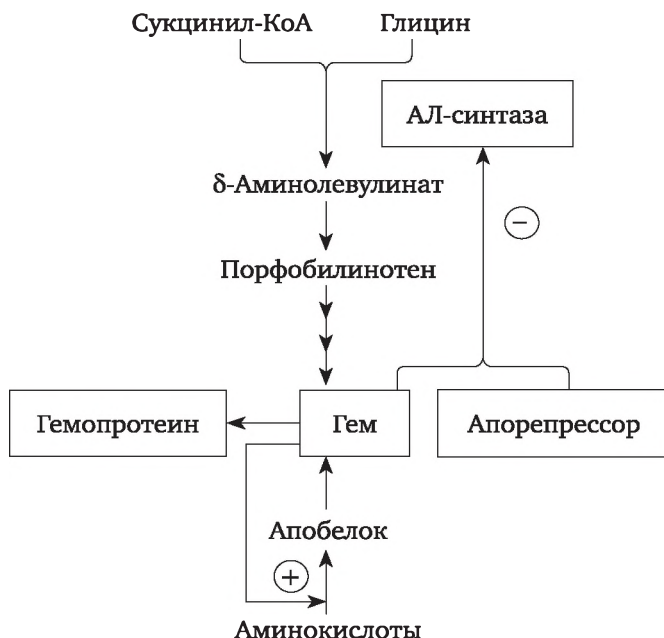 Сукцинил-КоА Глицин
АЛ-синтаза
δ-Аминолевулинат
−
Порфобилинотен
Гемопротеин Гем Апорепрессор
Апобелок
+
Аминокислоты